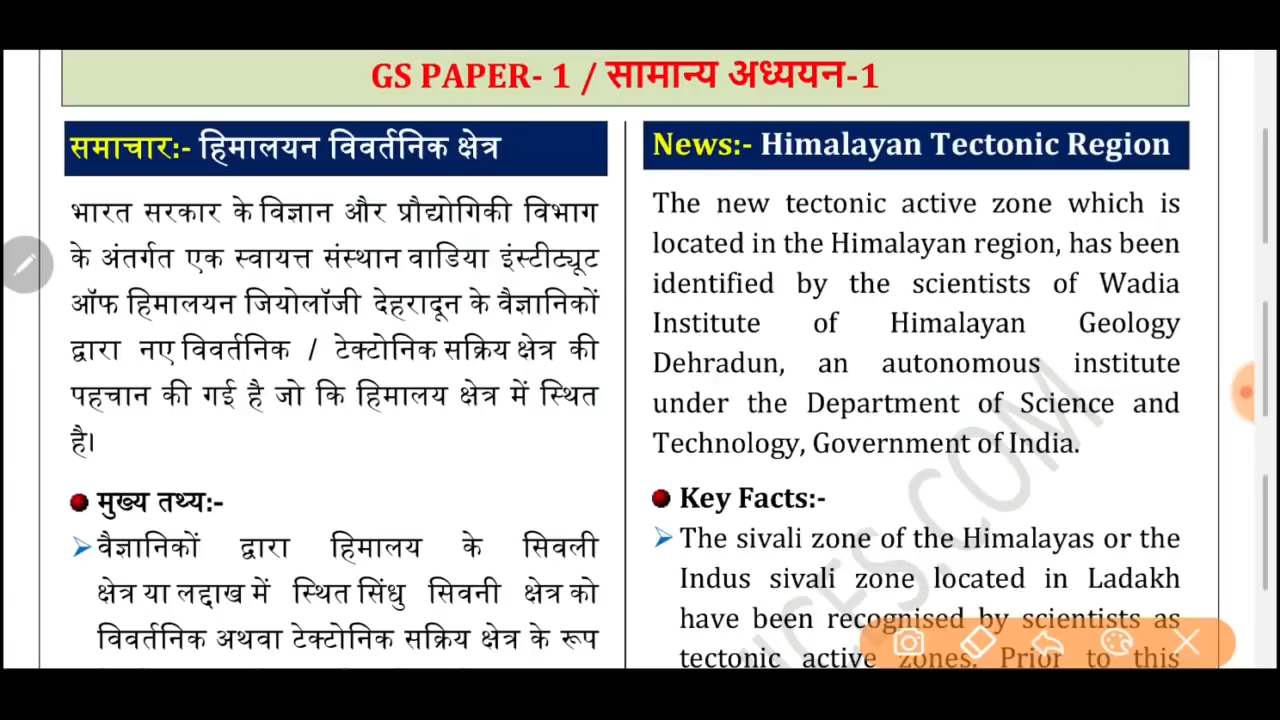 GS PAPER- 1 / सामान्य अध्ययन-1
समाचार:- हिमालयन विवर्तनिक क्षेत्र
भारत सरकार के विज्ञान और प्रौद्योगिकी विभाग
के अंतर्गत एक स्वायत्त संस्थान वाडिया इंस्टीट्यूट
ऑफ हिमालयन जियोलॉजी देहरादून के वैज्ञानिकों
द्वारा नए विवर्तनिक / टेक्टोनिक सक्रिय क्षेत्र की
पहचान की गई है जो कि हिमालय क्षेत्र में स्थित
है।
मुख्य तथ्य:-
वैज्ञानिकों द्वारा हिमालय के सिवली
क्षेत्र या लद्दाख में स्थित सिंधु सिवनी क्षेत्र को
विवर्तनिक अथवा टेक्टोनिक सक्रिय क्षेत्र के रूप
News:- Himalayan Tectonic Region
The new tectonic active zone which is
located in the Himalayan region, has been
identified by the scientists of Wadia
Institute of Himalayan Geology
Dehradun, an autonomous institute
under the Department of Science and
Technology, Government of India.
Key Facts:-
The sivali zone of the Himalayas or the
Indus sivali zone located in Ladakh
have been recognised by scientists as
tectonic active zones. Prior to this